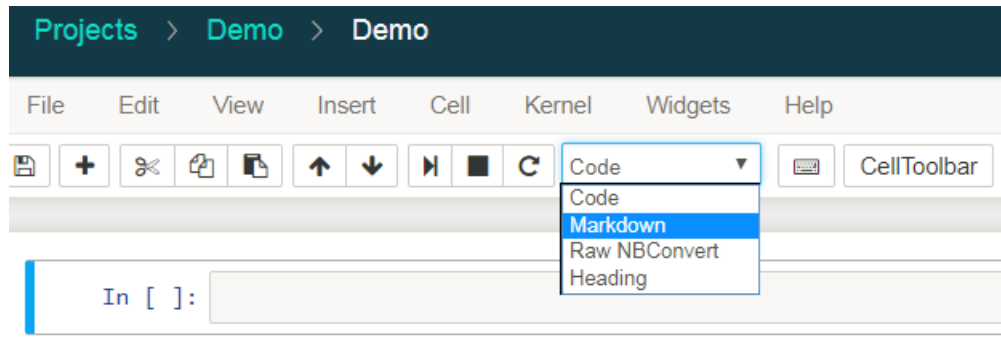 Projects > Demo > Demo
File Edit View Insert Cell Kernel Widgets Help
Code CellToolbar
Code
Markdown
Raw NBConvert
Heading
In [ ]: